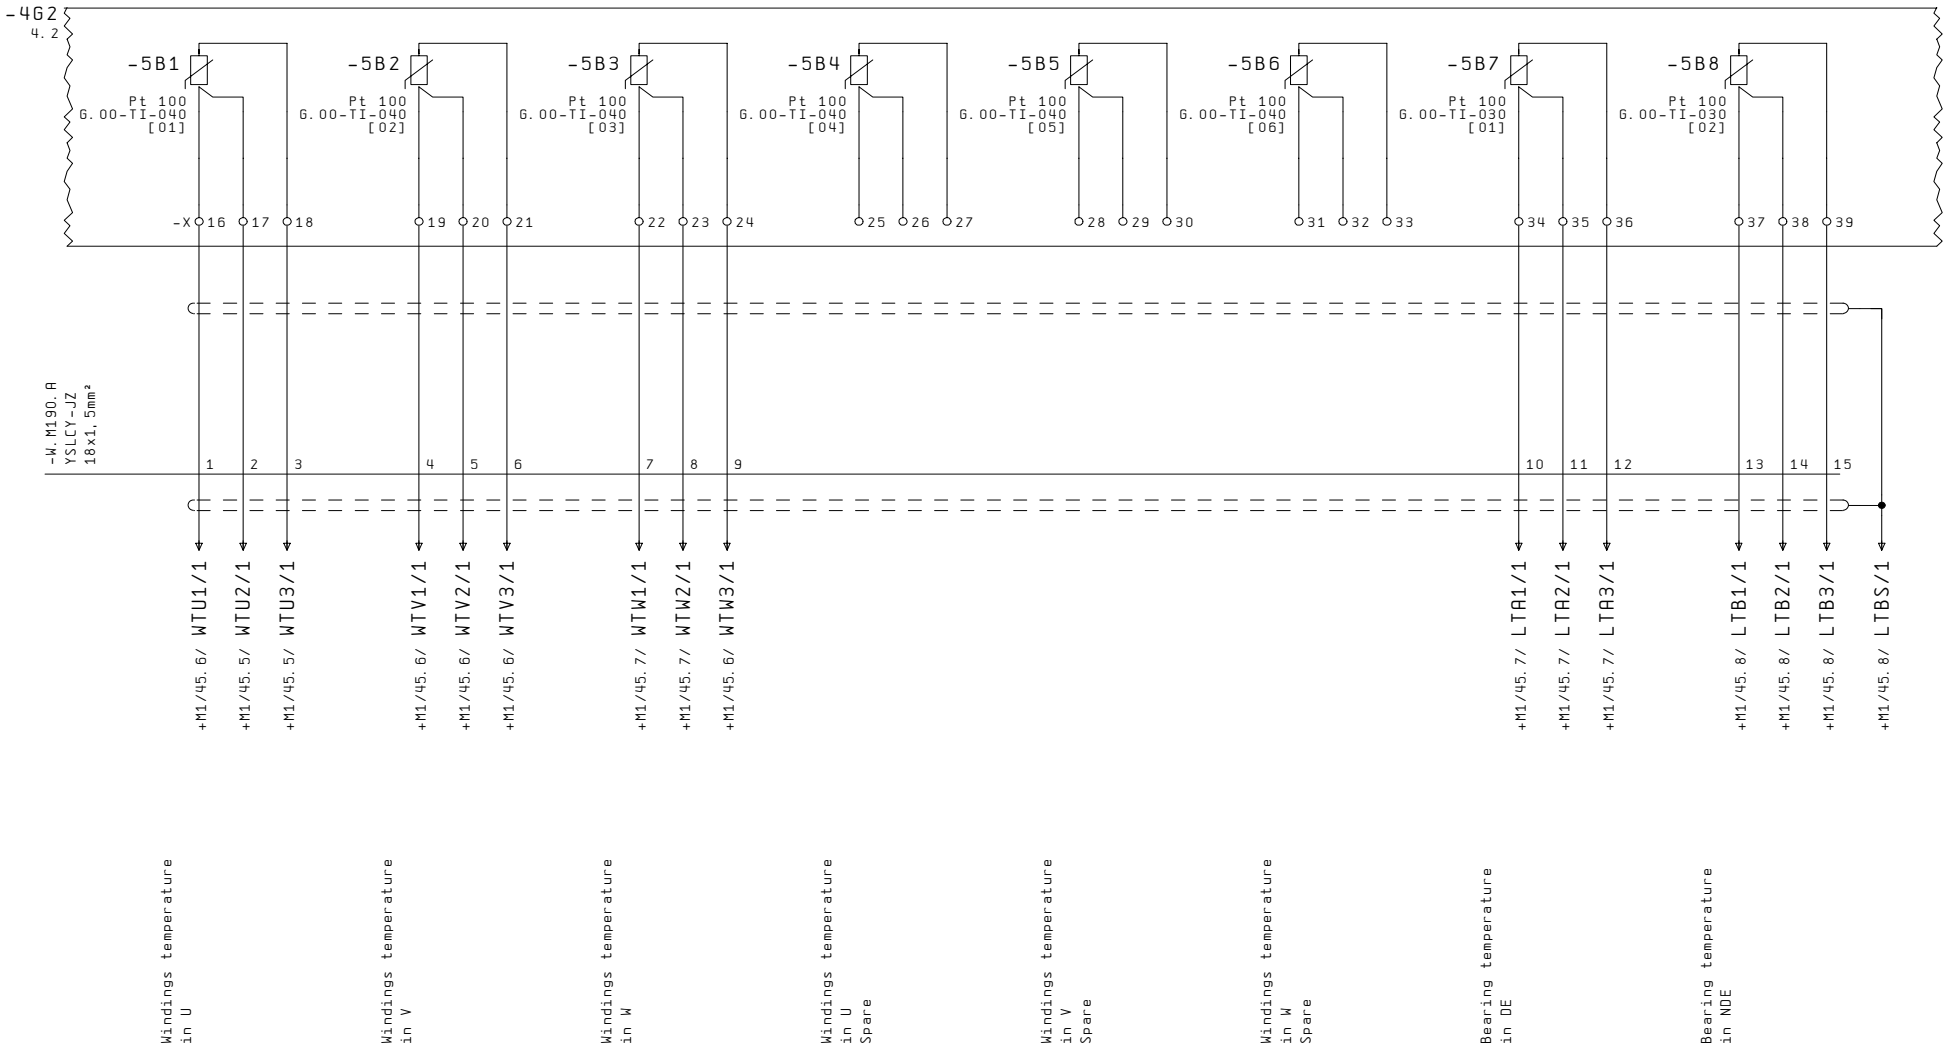 -4G2
4.2
-5B1
Pt 100
G.00-TI-040
[01]
-5B2
Pt 100
G.00-TI-040
[02]
-5B3
Pt 100
G.00-TI-040
[03]
-5B4
Pt 100
G.00-TI-040
[04]
-5B5
Pt 100
G.00-TI-040
[05]
-5B6
Pt 100
G.00-TI-040
[06]
-5B7
Pt 100
G.00-TI-030
[01]
-5B8
Pt 100
G.00-TI-030
[02]
-X 16 17 18 19 20 21 22 23 24 25 26 27 28 29 30 31 32 33 34 35 36 37 38 39
-W.M190.A
YSLCY-JZ
18x1,5mm²
1 2 3 4 5 6 7 8 9 10 11 12 13 14 15
+M1/45.6/ WTU1/1
+M1/45.5/ WTU2/1
+M1/45.5/ WTU3/1
+M1/45.6/ WTV1/1
+M1/45.6/ WTV2/1
+M1/45.6/ WTV3/1
+M1/45.7/ WTW1/1
+M1/45.7/ WTW2/1
+M1/45.6/ WTW3/1
+M1/45.7/ LTA1/1
+M1/45.7/ LTA2/1
+M1/45.7/ LTA3/1
+M1/45.8/ LTB1/1
+M1/45.8/ LTB2/1
+M1/45.8/ LTB3/1
+M1/45.8/ LTBS/1
Windings temperature
in U
Windings temperature
in V
Windings temperature
in W
Windings temperature
in U
Spare
Windings temperature
in V
Spare
Windings temperature
in W
Spare
Bearing temperature
in DE
Bearing temperature
in NDE